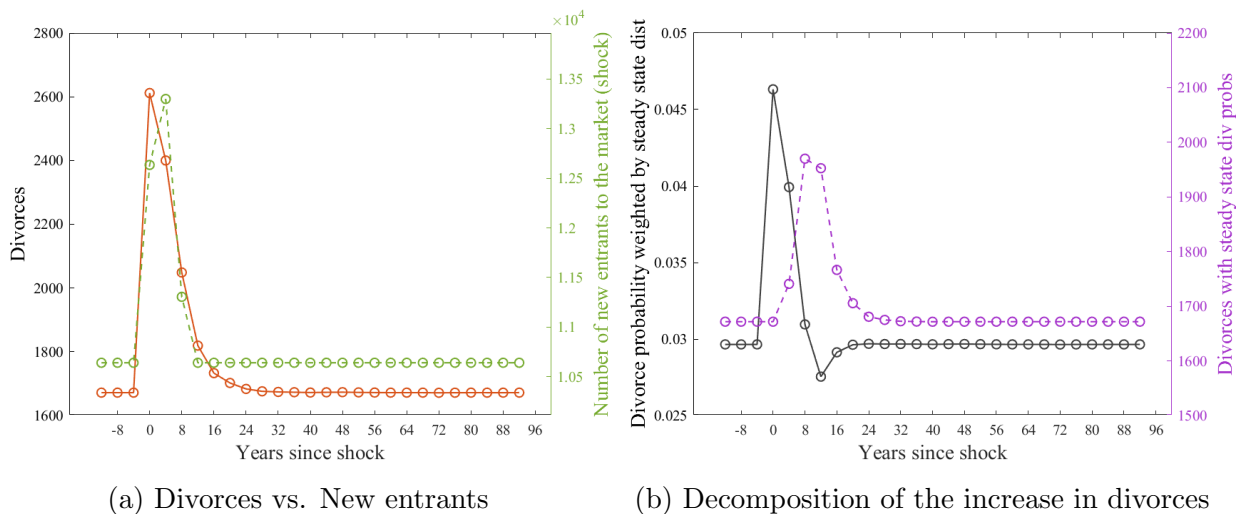 ×10⁴
2800
2600
2400
2200
2000
1800
1600
Divorces
1.35
1.3
1.25
1.2
1.15
1.1
1.05
Number of new entrants to the market (shock)
-8 0 8 16 24 32 40 48 56 64 72 80 88 96
Years since shock
(a) Divorces vs. New entrants
0.05
0.045
0.04
0.035
0.03
0.025
Divorce probability weighted by steady state dist
2200
2100
2000
1900
1800
1700
1600
1500
Divorces with steady state div probs
-8 0 8 16 24 32 40 48 56 64 72 80 88 96
Years since shock
(b) Decomposition of the increase in divorces